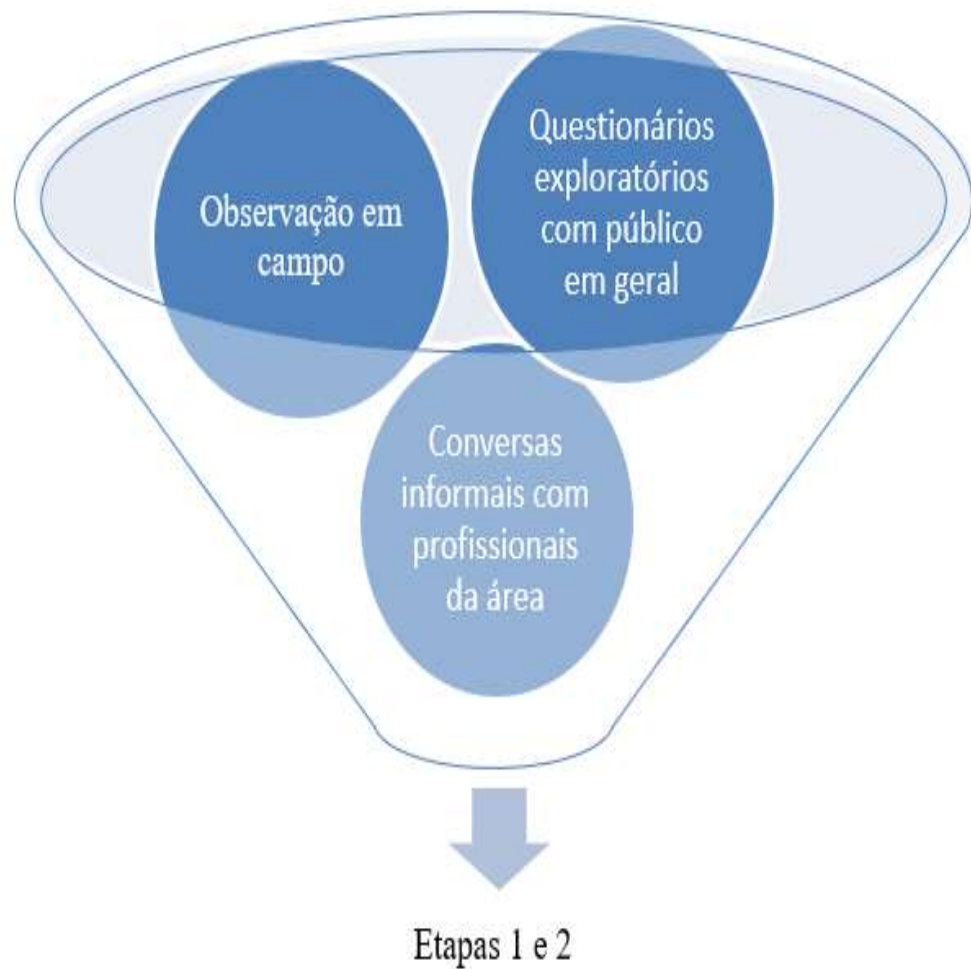 Observação em
campo
Questionários
exploratórios
com público
em geral
Conversas
informais com
profissionais
da área
Etapas 1 e 2